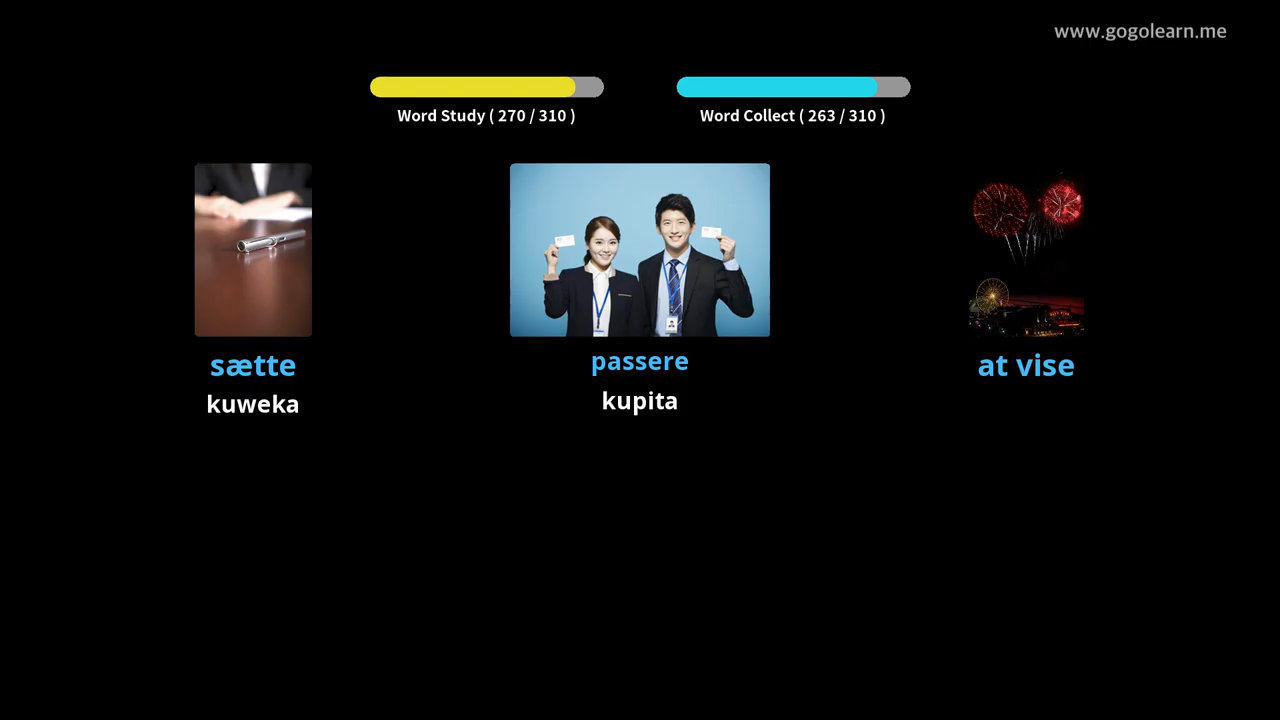 www.gogolearn.me
Word Study ( 270 / 310 )
Word Collect ( 263 / 310 )
sætte
kuweka
passere
kupita
at vise